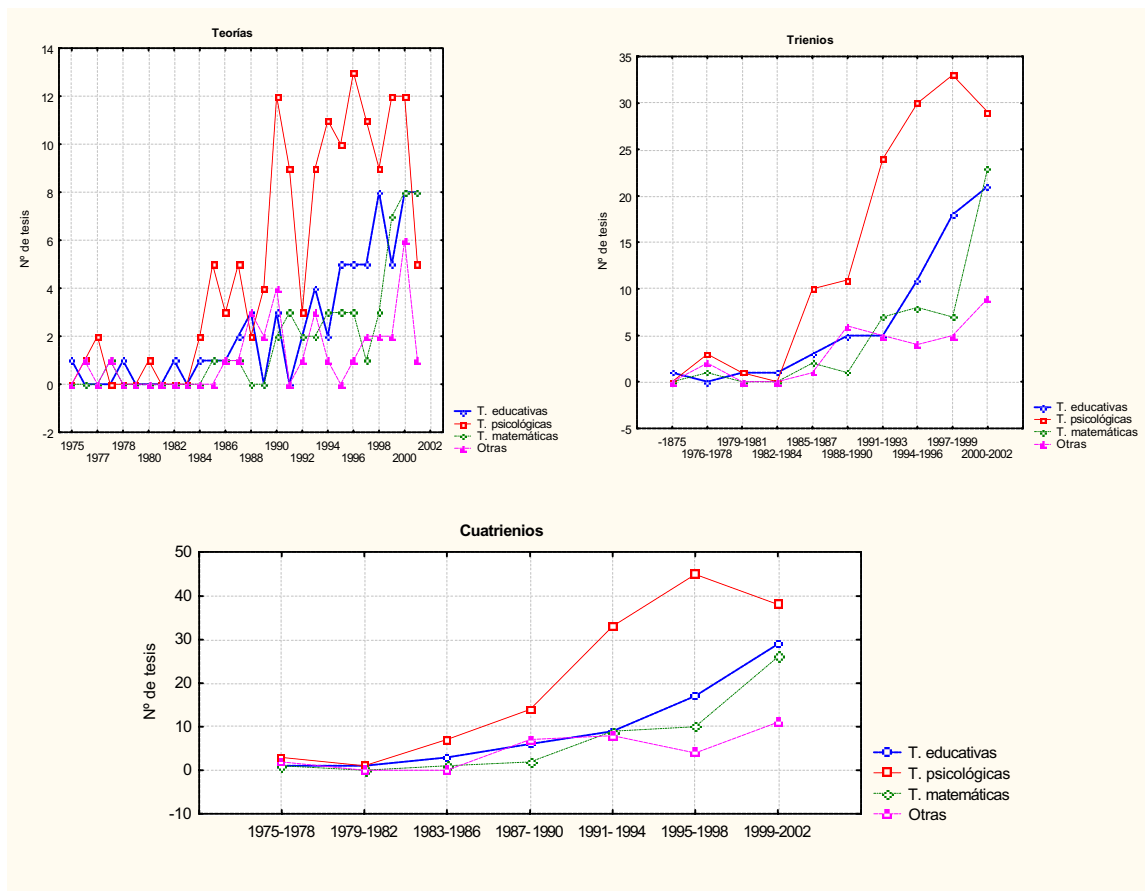 Teorías
14
12
10
8
6
4
2
0
-2
Nº de tesis
1975 1978 1982 1986 1990 1994 1998 2002
1977 1980 1984 1988 1992 1996 2000
T. educativas
T. psicológicas
T. matemáticas
Otras
Trienios
35
30
25
20
15
10
5
0
-5
Nº de tesis
-1875 1979-1981 1985-1987 1991-1993 1997-1999
1976-1978 1982-1984 1988-1990 1994-1996 2000-2002
T. educativas
T. psicológicas
T. matemáticas
Otras
Cuatrienios
50
40
30
20
10
0
-10
Nº de tesis
1975-1978 1979-1982 1983-1986 1987- 1990 1991- 1994 1995-1998 1999-2002
T. educativas
T. psicológicas
T. matemáticas
Otras